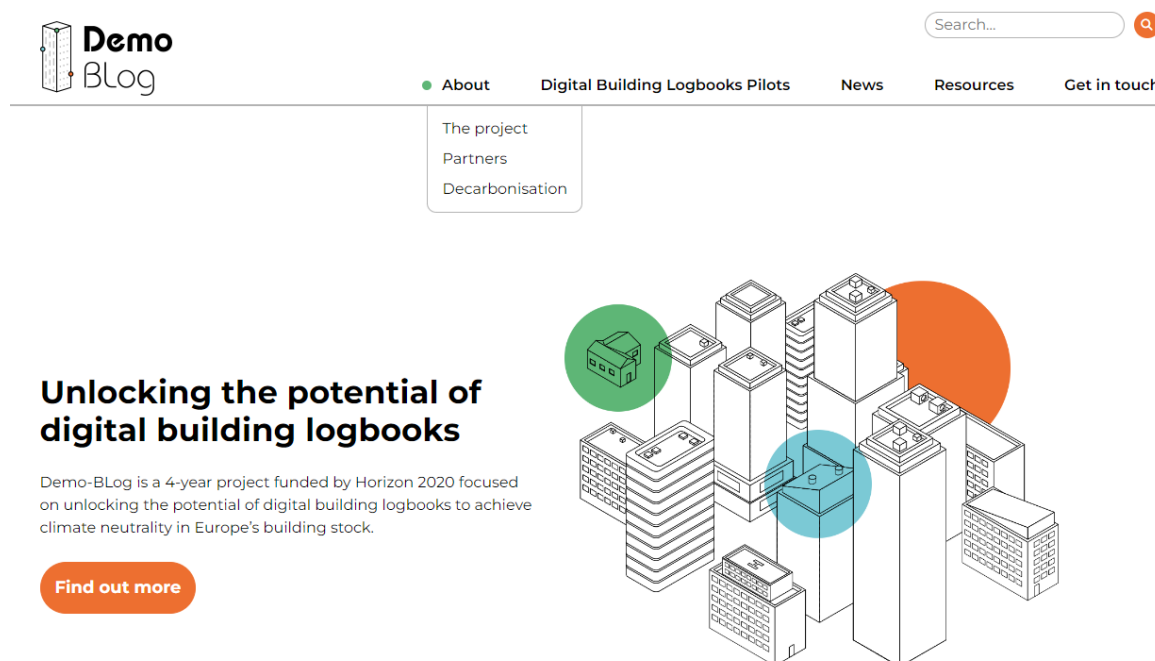 Demo
BLog
Search...
About
Digital Building Logbooks Pilots
News
Resources
Get in touch
The project
Partners
Decarbonisation
Unlocking the potential of
digital building logbooks
Demo-BLog is a 4-year project funded by Horizon 2020 focused
on unlocking the potential of digital building logbooks to achieve
climate neutrality in Europe’s building stock.
Find out more